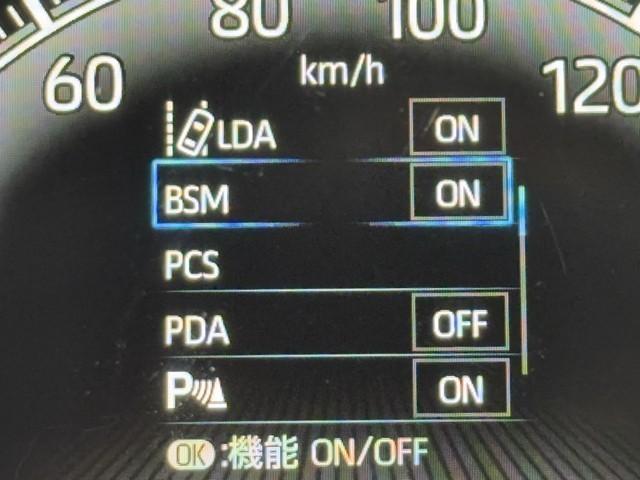 80 100
60 120
km/h
LDA ON
BSM ON
PCS
PDA OFF
P ON
OK :機能 ON/OFF